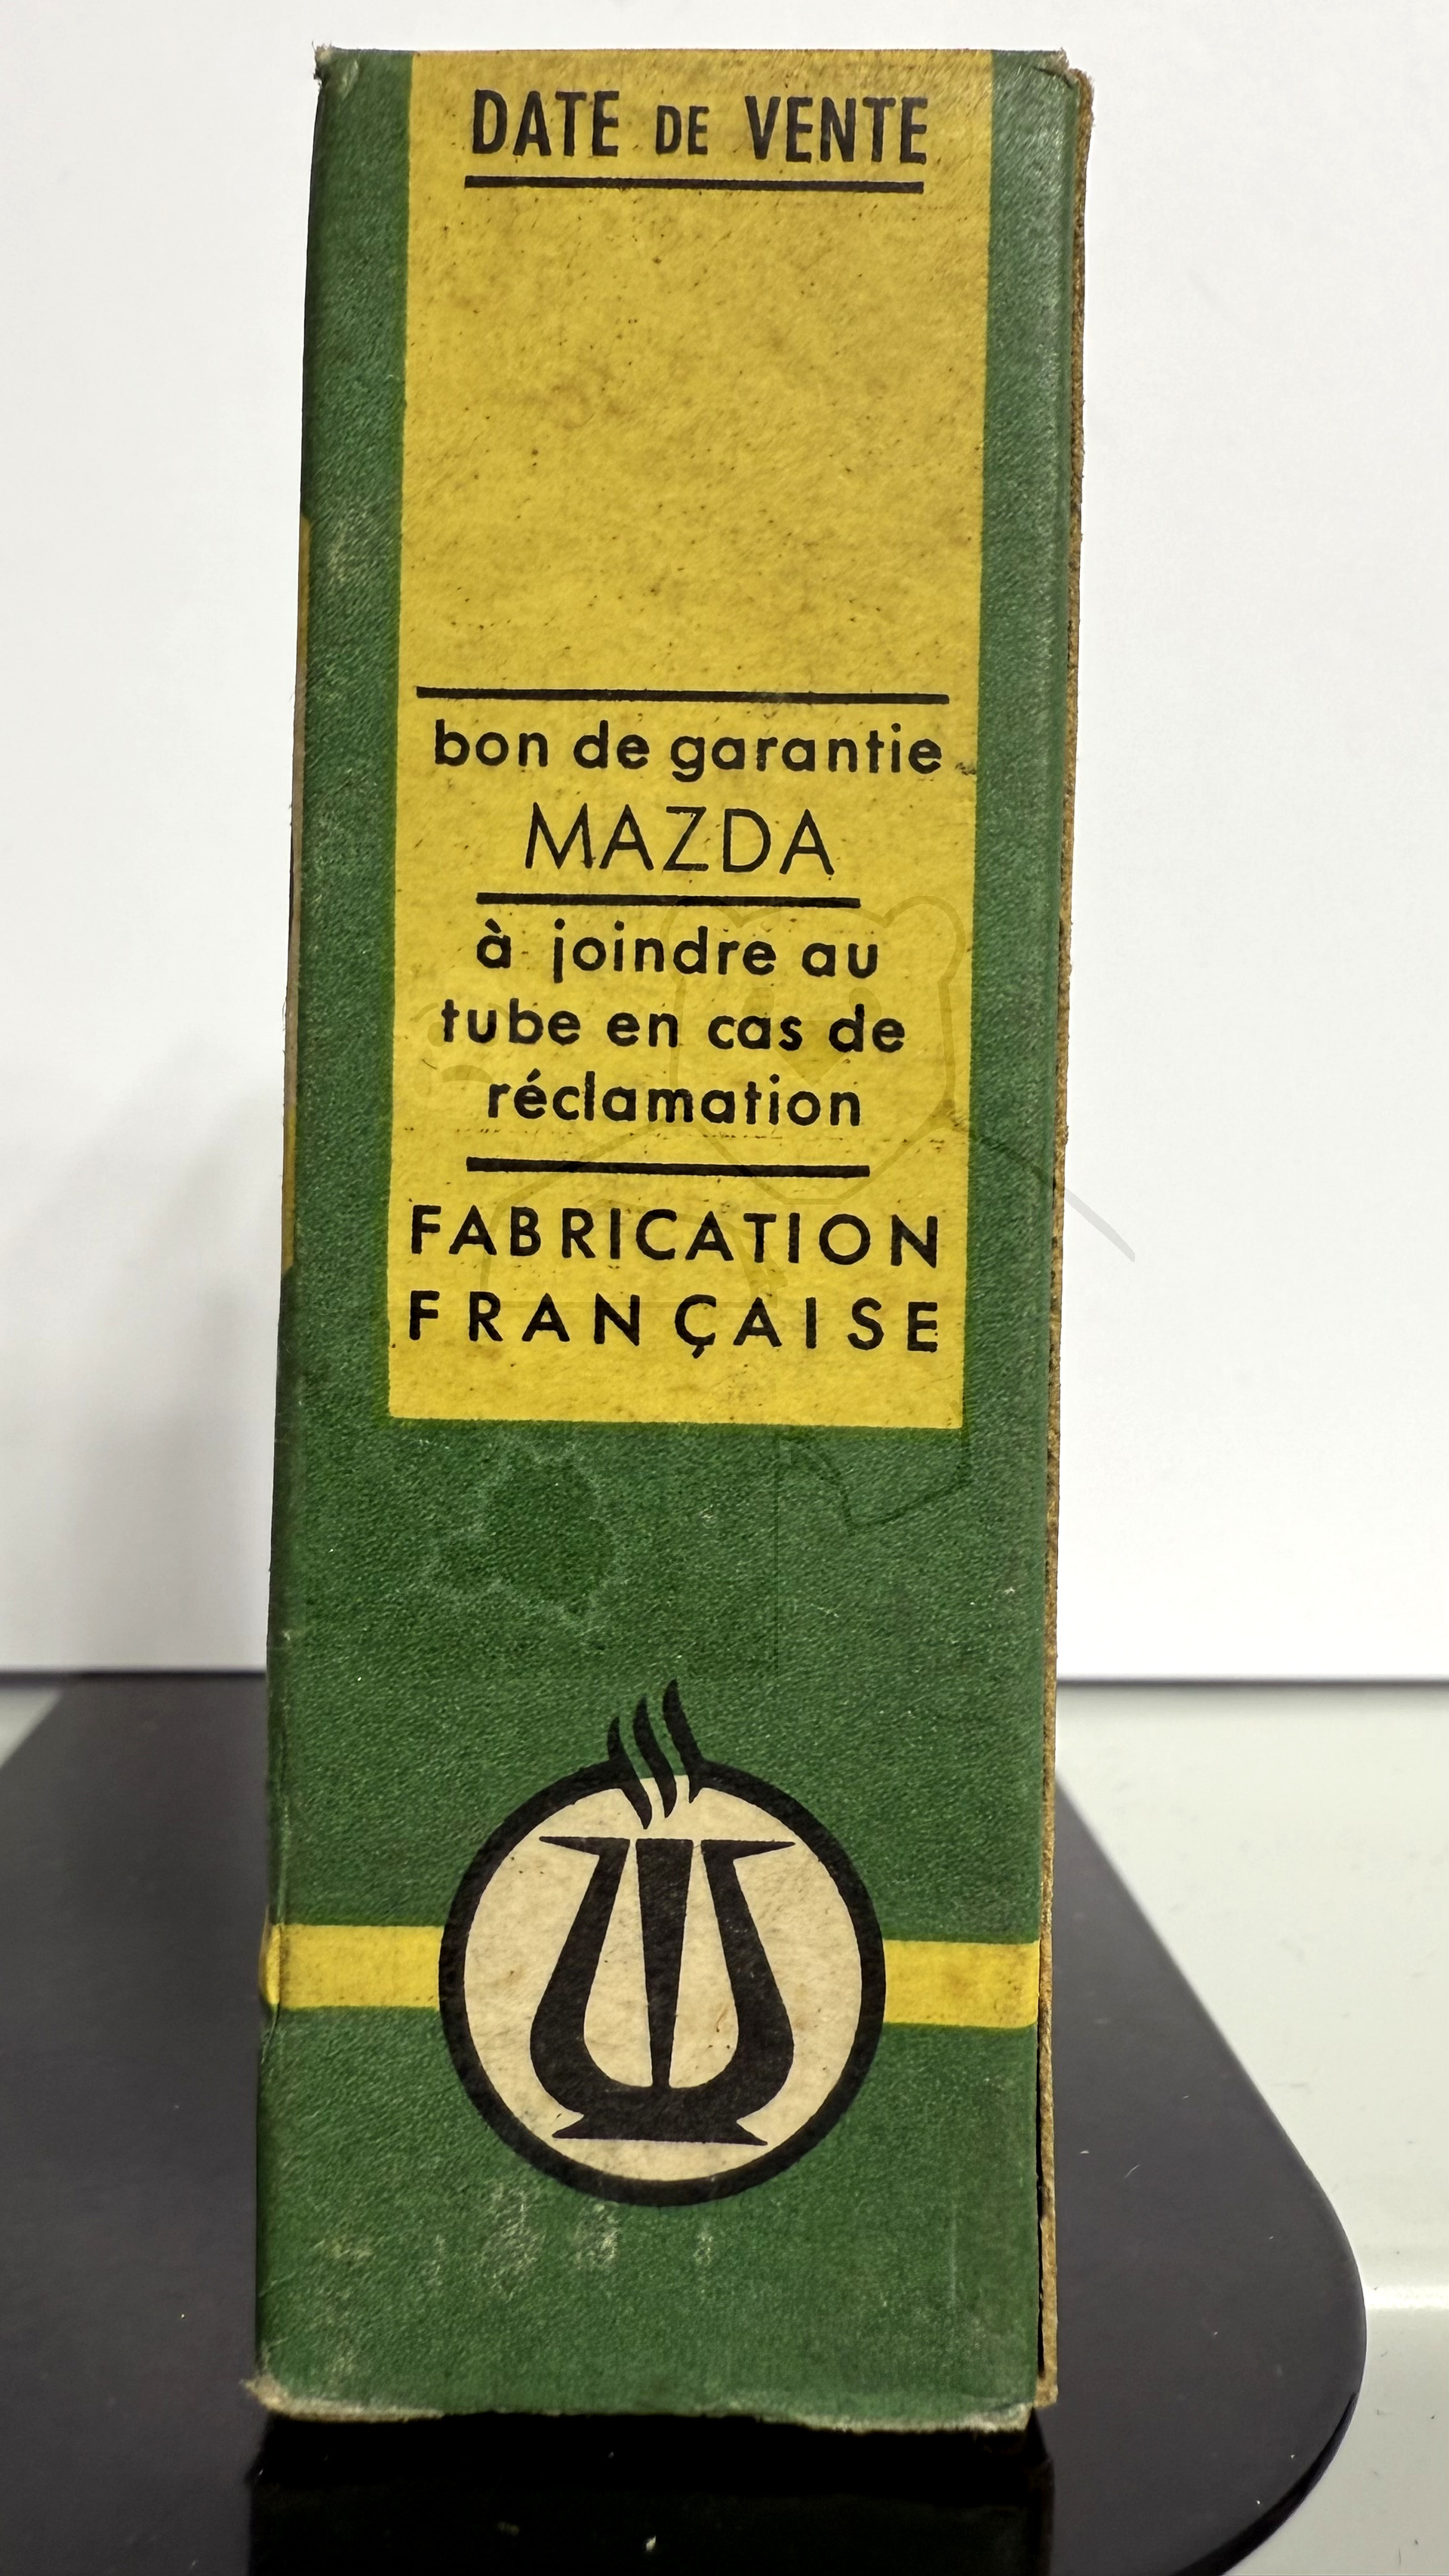 DATE DE VENTE
bon de garantie
MAZDA
à joindre au
tube en cas de
réclamation
FABRICATION
FRANÇAISE